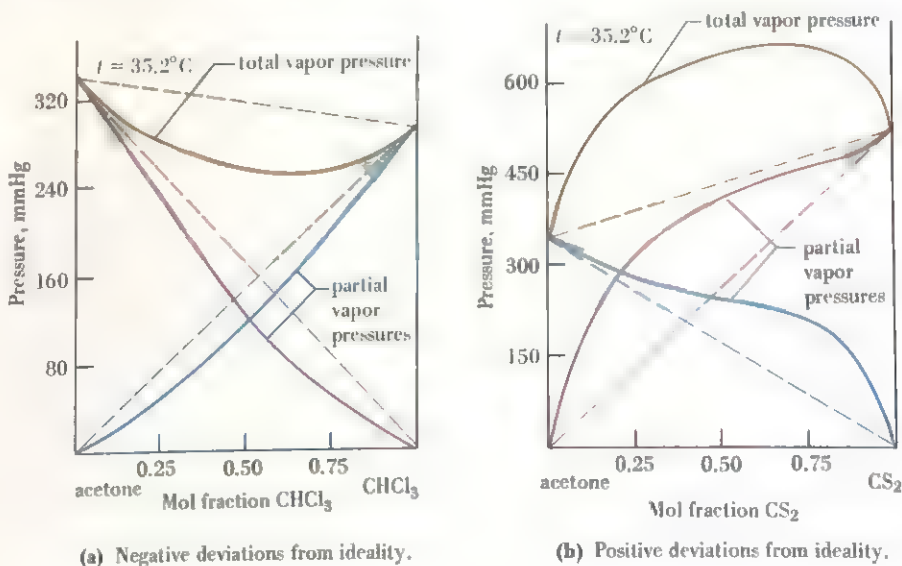 t = 35.2°C
total vapor pressure
320
240
160
80
Pressure, mmHg
partial
vapor
pressures
0.25
0.50
0.75
acetone
CHCl₃
Mol fraction CHCl₃
(a) Negative deviations from ideality.
total vapor pressure
t 35.2°C
600
450
300
150
Pressure, mmHg
partial
vapor
pressures
0.25
0.50
0.75
acetone
CS₂
Mol fraction CS₂
(b) Positive deviations from ideality.